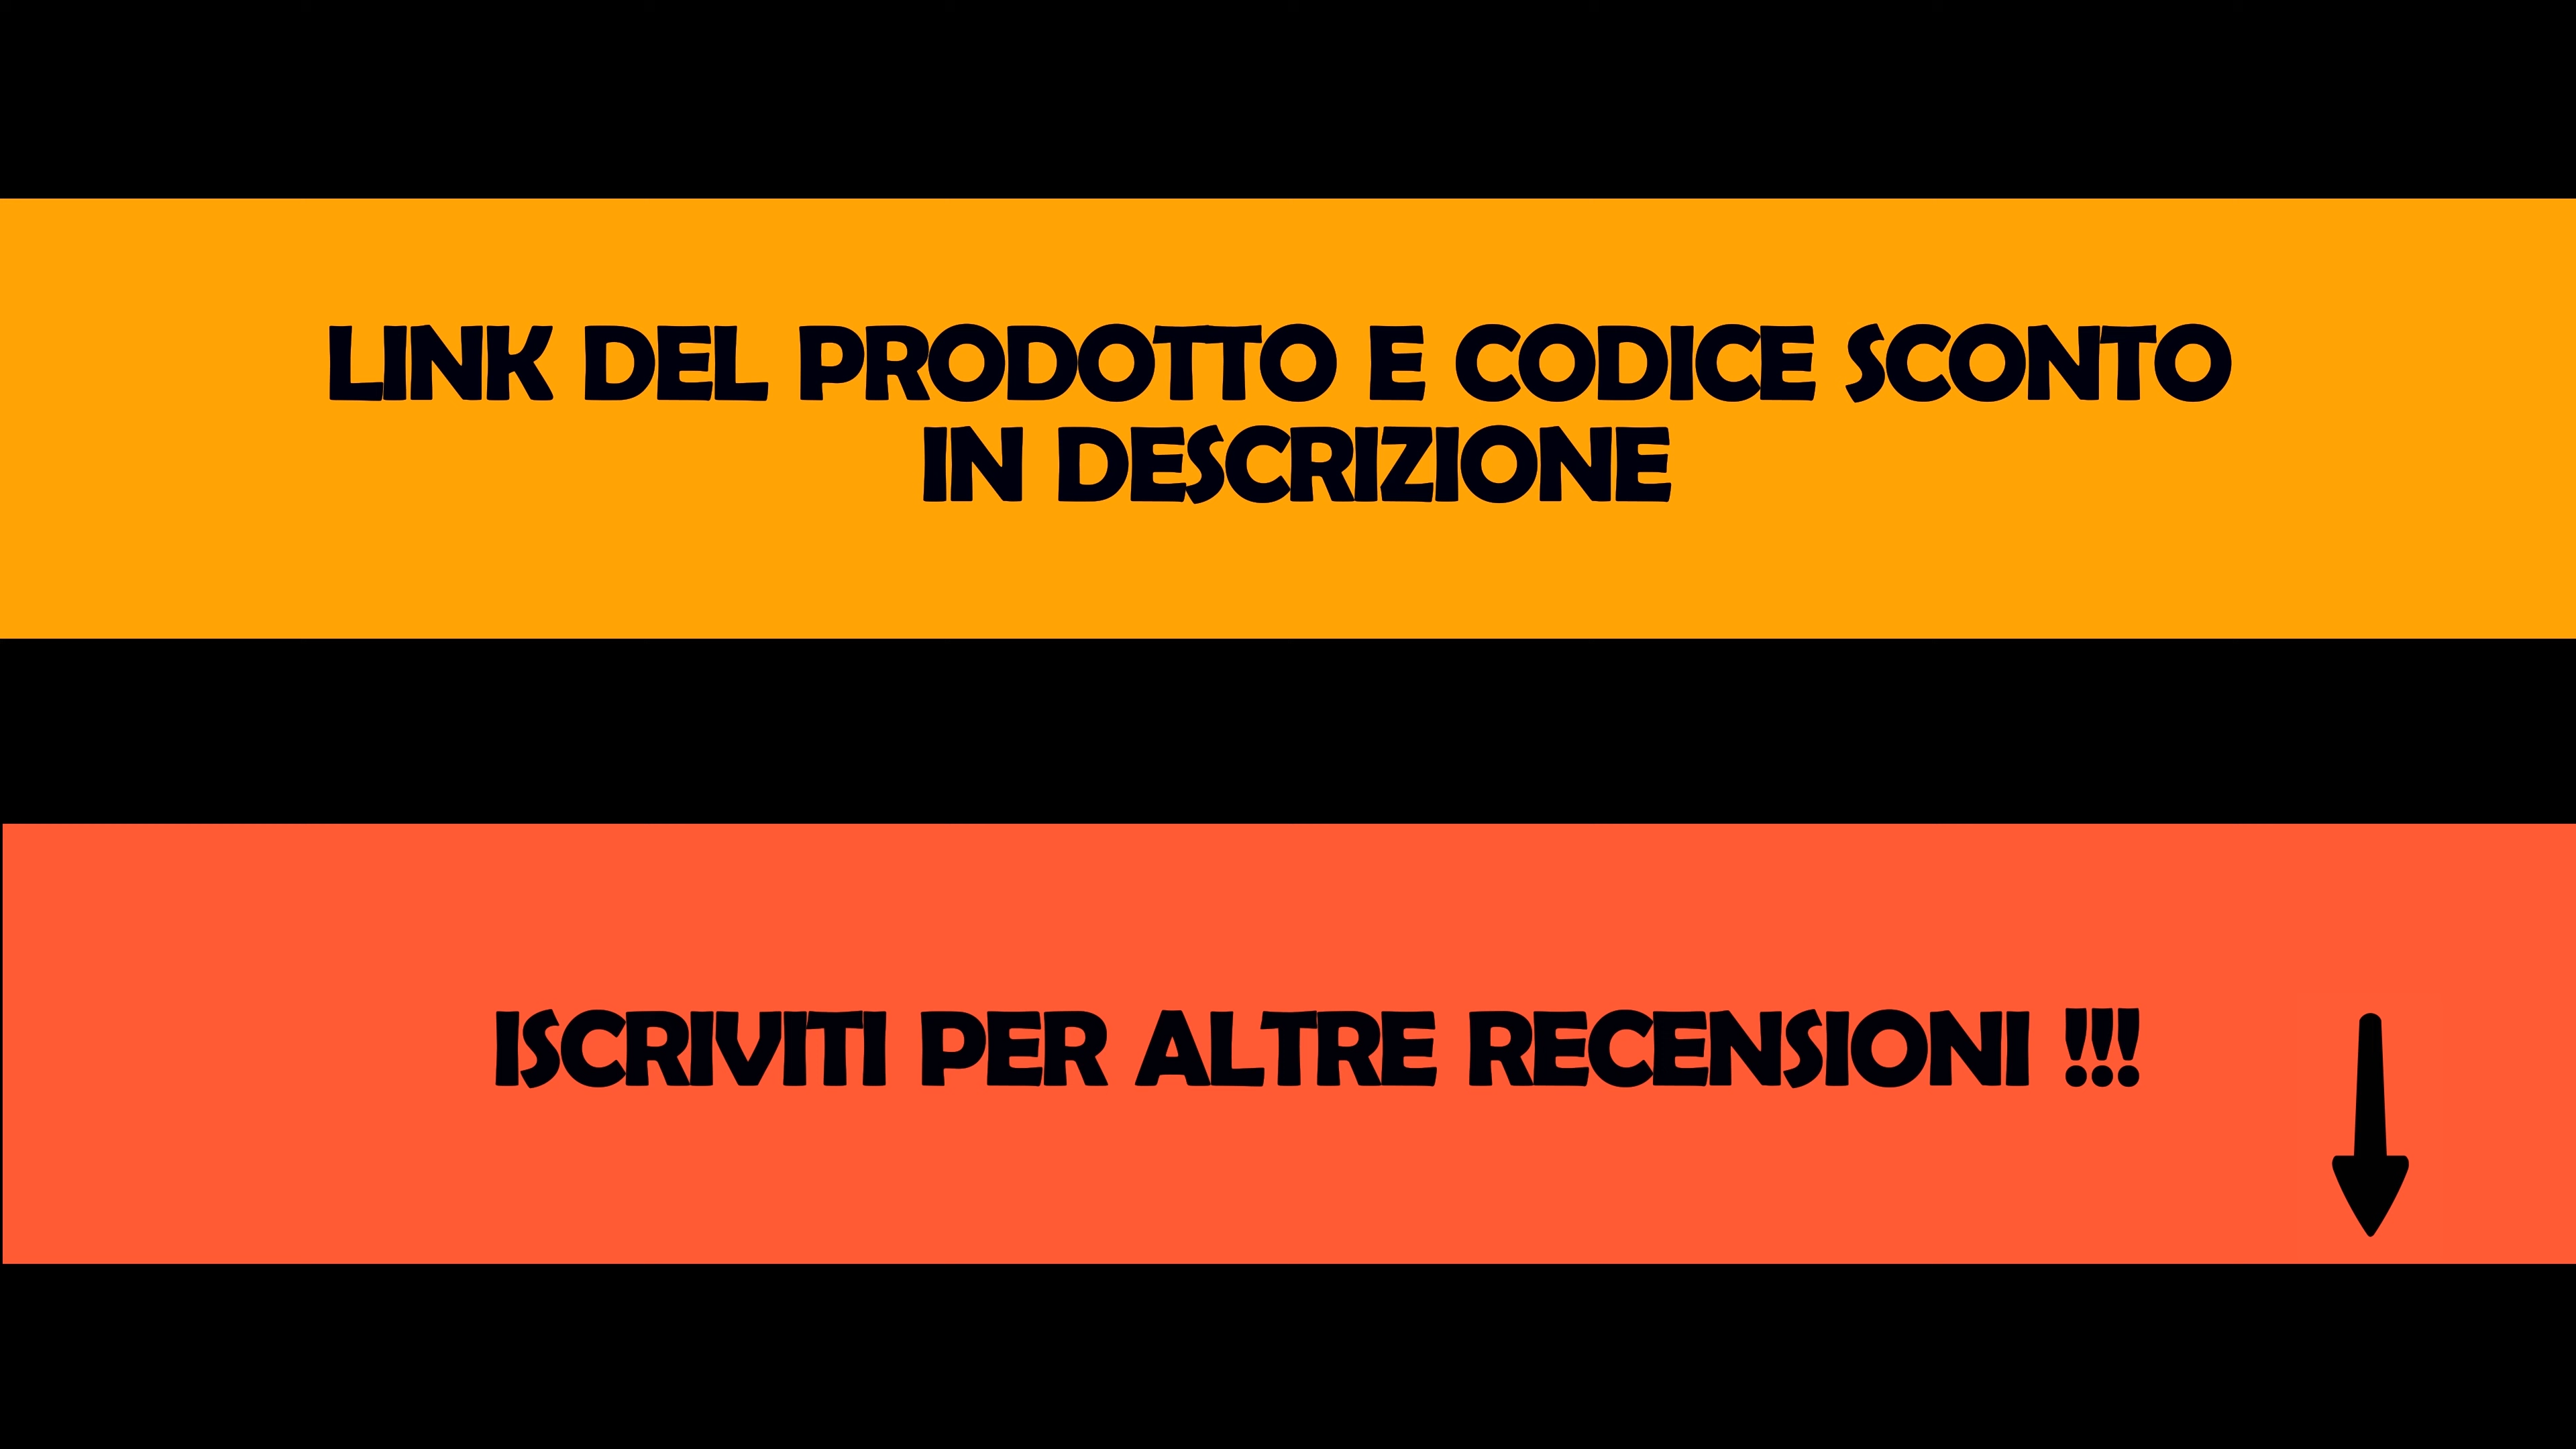 LINK DEL PRODOTTO E CODICE SCONTO
IN DESCRIZIONE
ISCRIVITI PER ALTRE RECENSIONI !!!